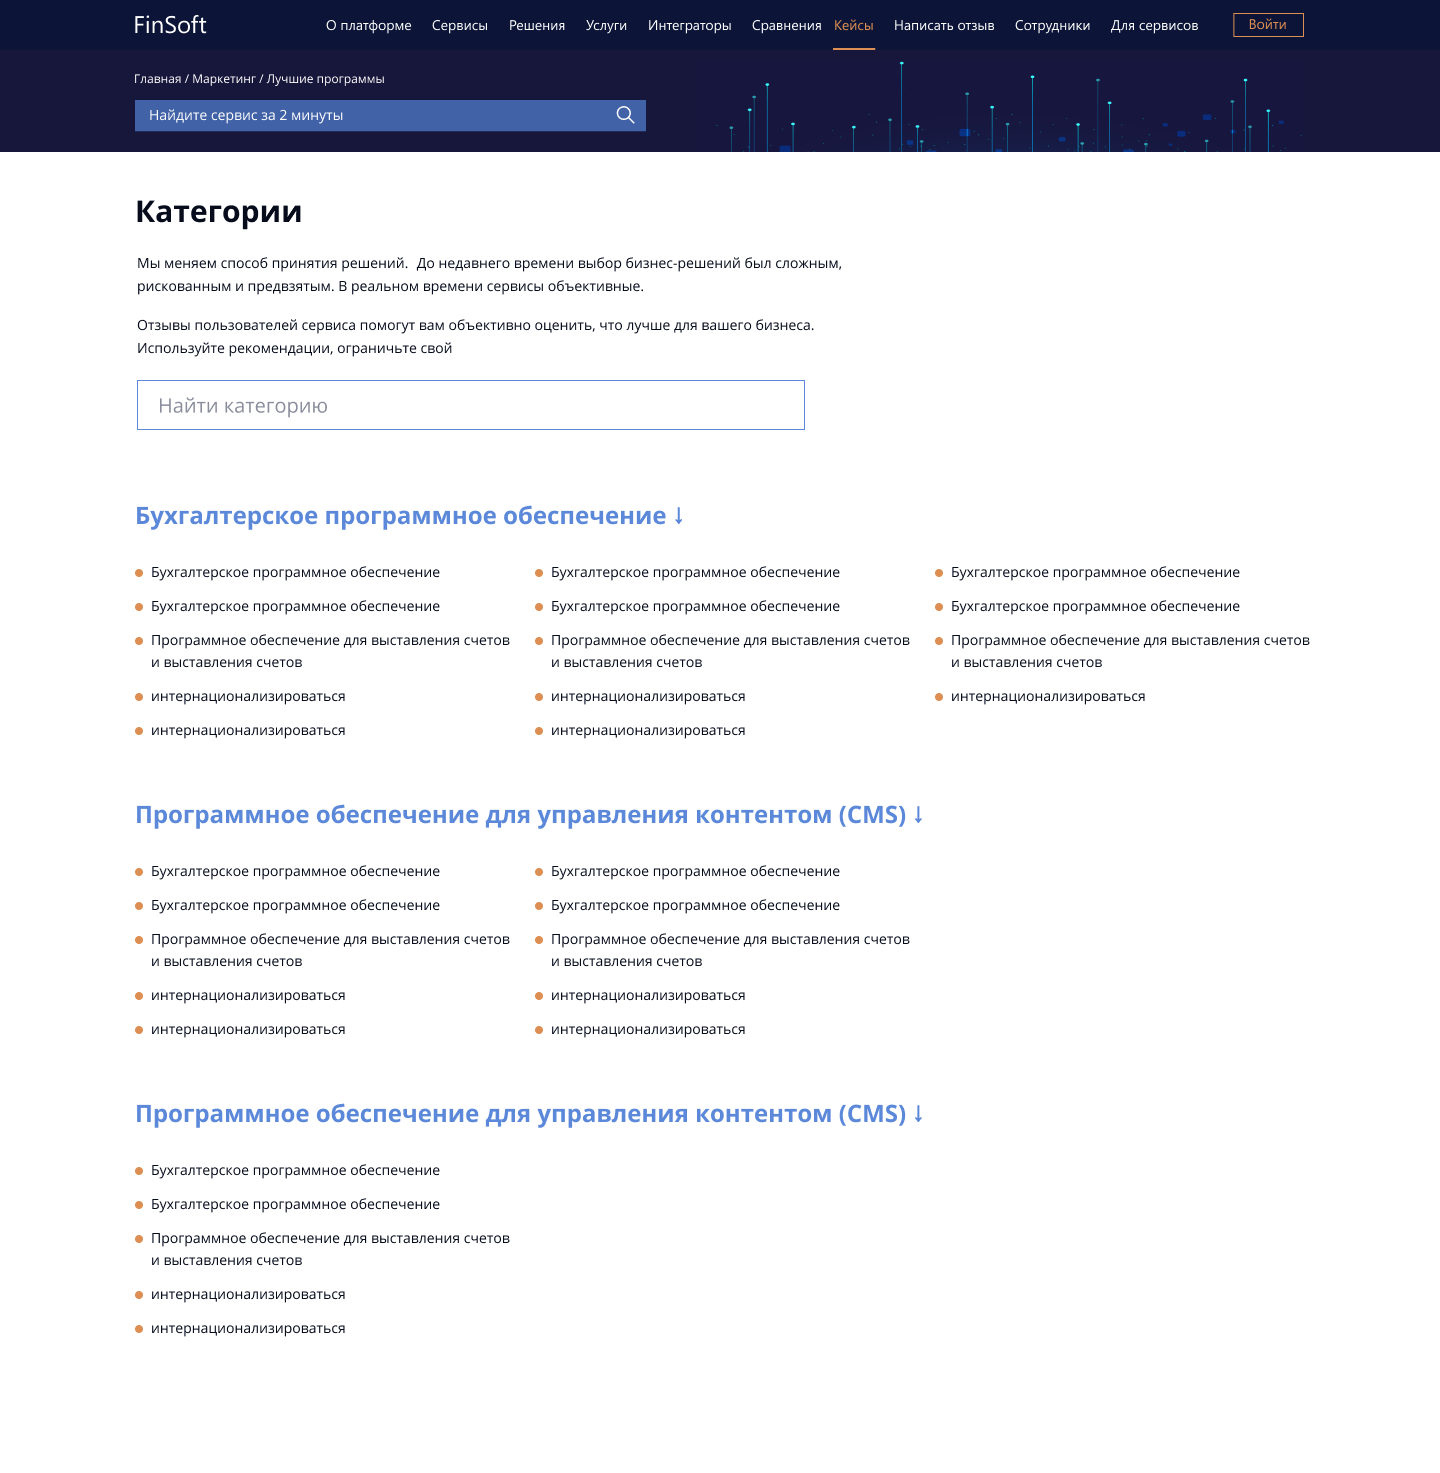 FinSoft
О платформе Сервисы Решения Услуги Интеграторы Сравнения Кейсы Написать отзыв Сотрудники Для сервисов Войти
Главная / Маркетинг / Лучшие программы
Найдите сервис за 2 минуты
Категории
Мы меняем способ принятия решений. До недавнего времени выбор бизнес-решений был сложным,
рискованным и предвзятым. В реальном времени сервисы объективные.
Отзывы пользователей сервиса помогут вам объективно оценить, что лучше для вашего бизнеса.
Используйте рекомендации, ограничьте свой
Найти категорию
Бухгалтерское программное обеспечение ↓
Бухгалтерское программное обеспечение
Бухгалтерское программное обеспечение
Программное обеспечение для выставления счетов
и выставления счетов
интернационализироваться
интернационализироваться
Бухгалтерское программное обеспечение
Бухгалтерское программное обеспечение
Программное обеспечение для выставления счетов
и выставления счетов
интернационализироваться
интернационализироваться
Бухгалтерское программное обеспечение
Бухгалтерское программное обеспечение
Программное обеспечение для выставления счетов
и выставления счетов
интернационализироваться
Программное обеспечение для управления контентом (CMS) ↓
Бухгалтерское программное обеспечение
Бухгалтерское программное обеспечение
Программное обеспечение для выставления счетов
и выставления счетов
интернационализироваться
интернационализироваться
Бухгалтерское программное обеспечение
Бухгалтерское программное обеспечение
Программное обеспечение для выставления счетов
и выставления счетов
интернационализироваться
интернационализироваться
Программное обеспечение для управления контентом (CMS) ↓
Бухгалтерское программное обеспечение
Бухгалтерское программное обеспечение
Программное обеспечение для выставления счетов
и выставления счетов
интернационализироваться
интернационализироваться